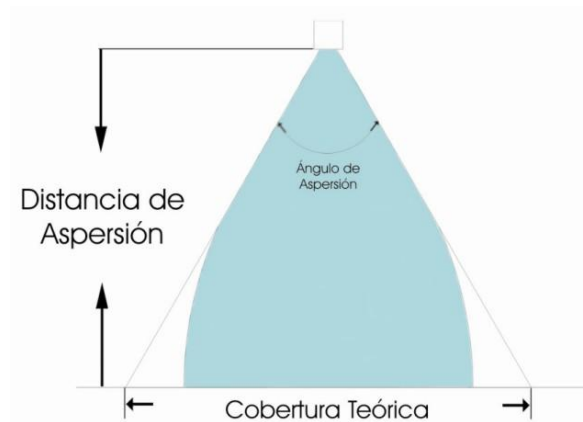 Ángulo de
Aspersión
Distancia de
Aspersión
Cobertura Teórica